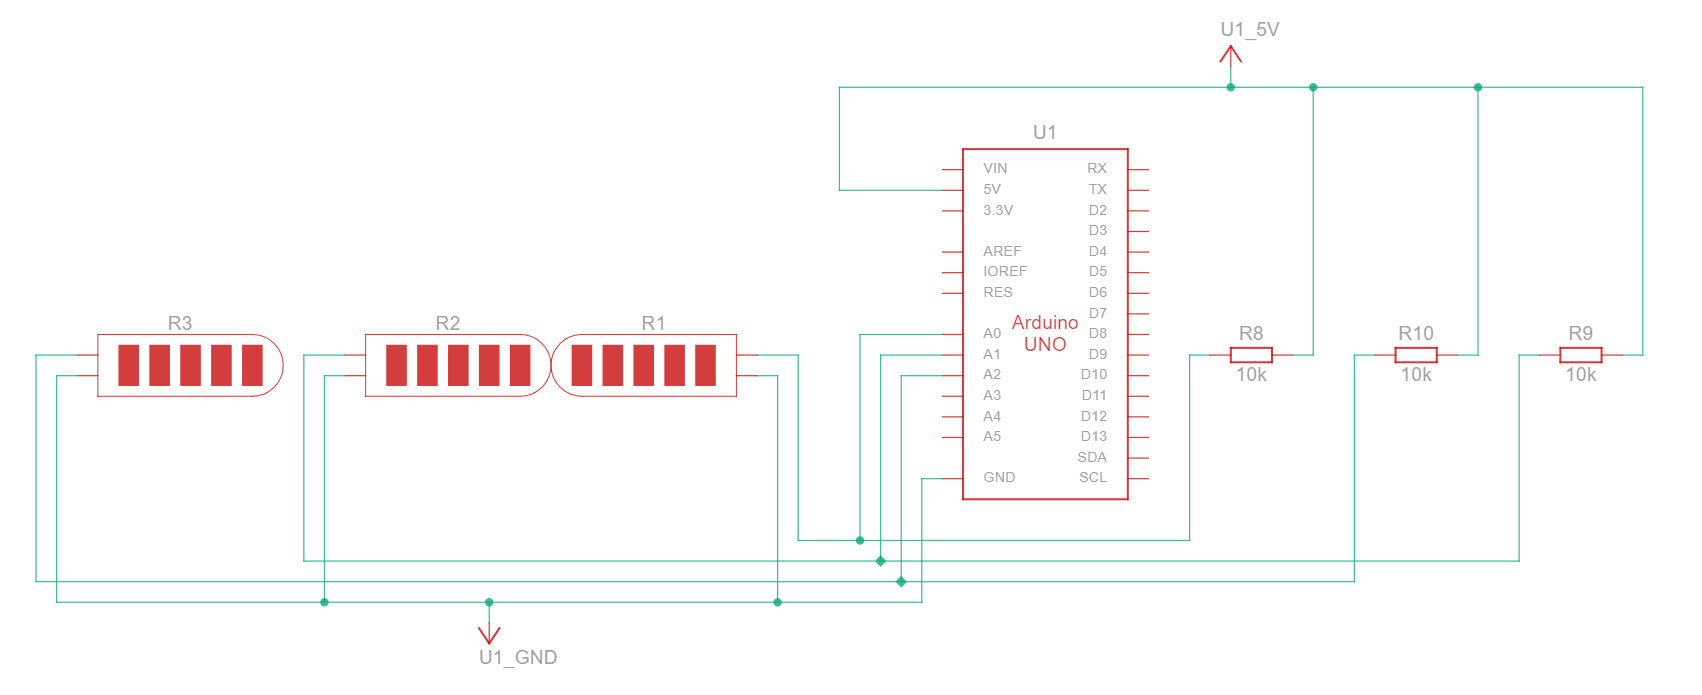 U1_5V
U1
VIN RX
5V TX
3.3V D2
D3
AREF D4
IOREF D5
RES D6
D7
A0 Arduino D8
A1 UNO D9
A2 D10
A3 D11
A4 D12
A5 D13
SDA
GND SCL
R3 R2 R1
R8 R10 R9
10k 10k 10k
U1_GND